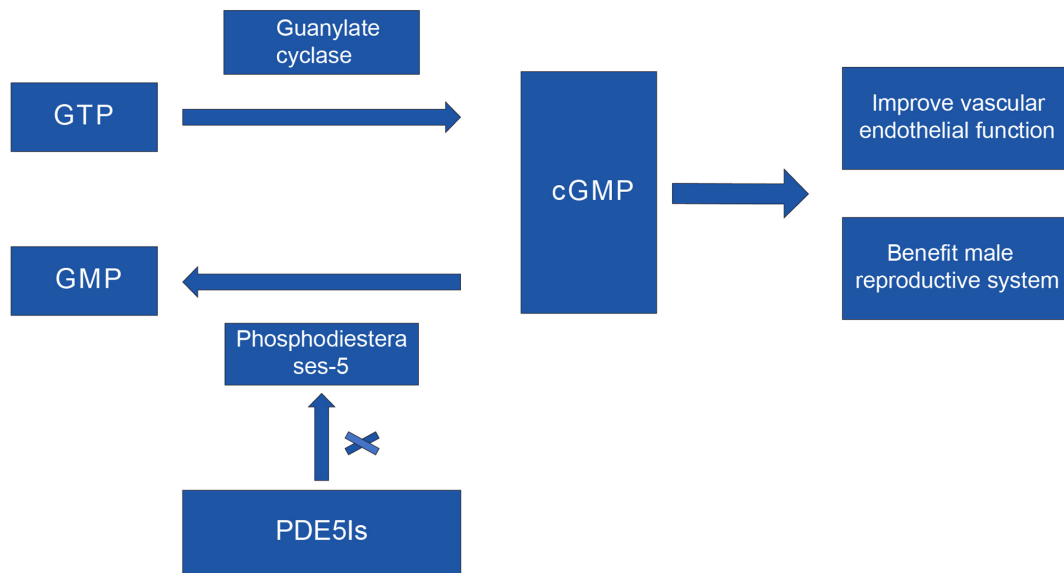 Guanylate
cyclase
GTP
cGMP
Improve vascular
endothelial function
GMP
Benefit male
reproductive system
Phosphodiestera
ses-5
PDE5Is